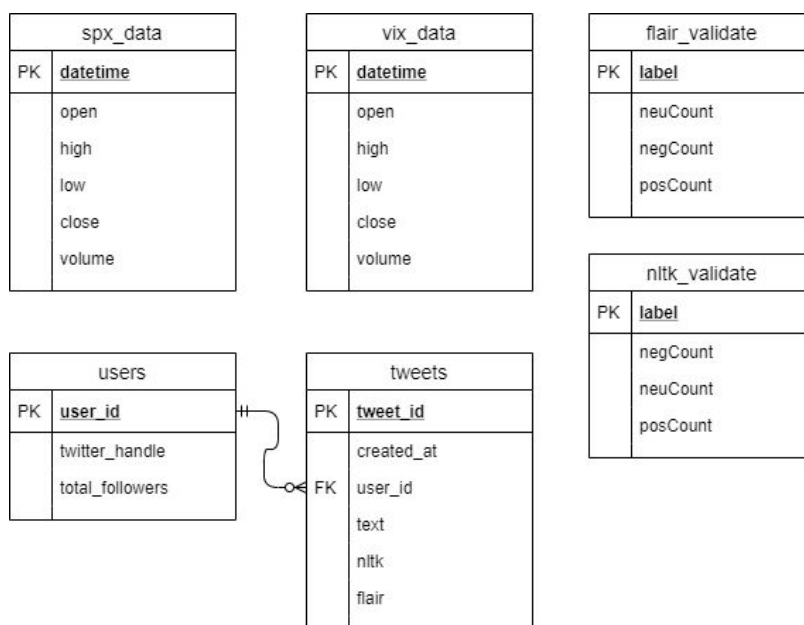 spx_data
PK datetime
open
high
low
close
volume
vix_data
PK datetime
open
high
low
close
volume
flair_validate
PK label
neuCount
negCount
posCount
nltk_validate
PK label
negCount
neuCount
posCount
users
PK user_id
twitter_handle
total_followers
tweets
PK tweet_id
created_at
FK user_id
text
nltk
flair